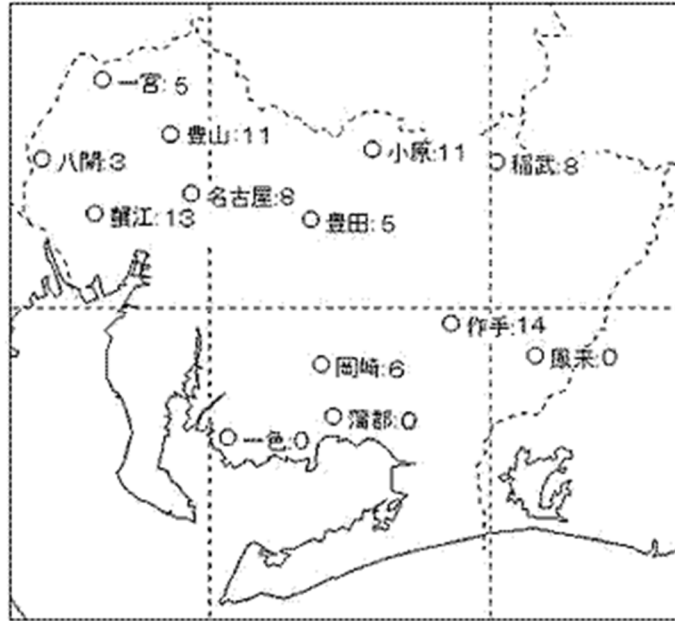 一宮:5
豊山:11
小原:11
八開:3
稲武:8
名古屋:8
蟹江:13
豊田:5
作手:14
鳳来:0
岡崎:6
蒲郡:0
一色:0